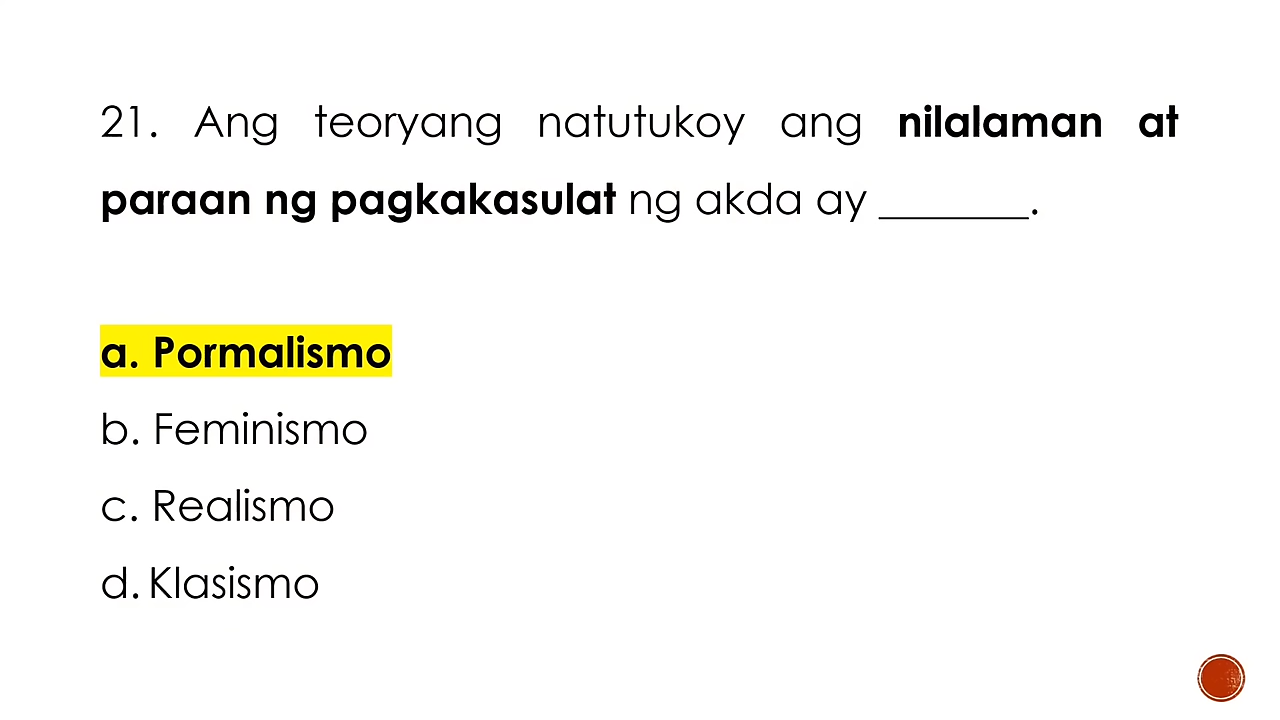 21. Ang teoryang natutukoy ang nilalaman at
paraan ng pagkakasulat ng akda ay _______.
a. Pormalismo
b. Feminismo
c. Realismo
d. Klasismo